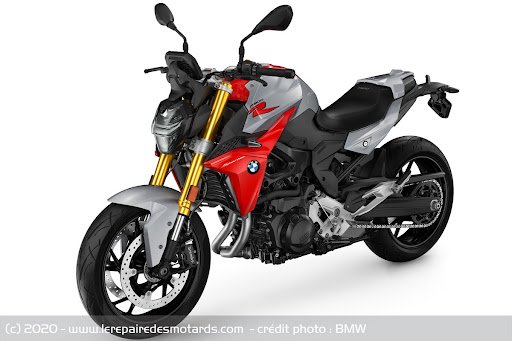 R
(c) 2020 - www.lerepairedesmotards.com - crédit photo : BMW